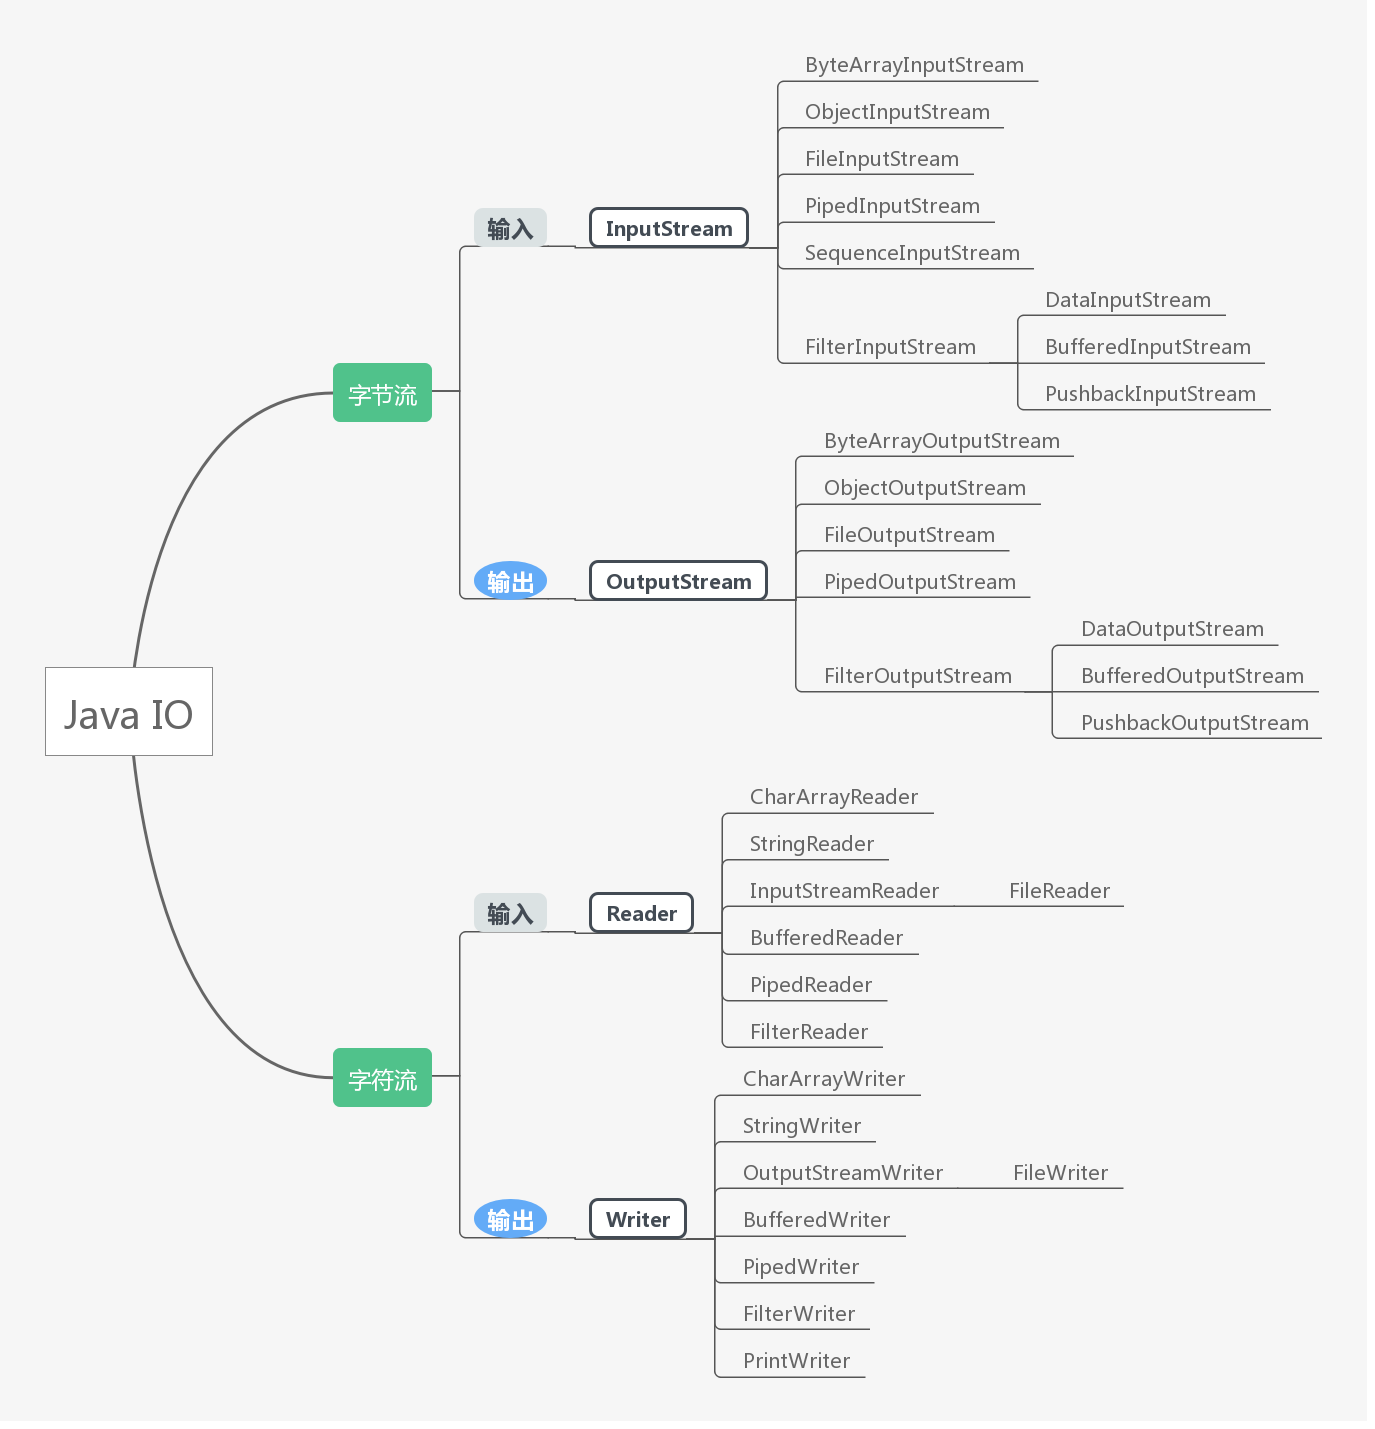 Java IO
字节流
输入
InputStream
ByteArrayInputStream
ObjectInputStream
FileInputStream
PipedInputStream
SequenceInputStream
FilterInputStream
DataInputStream
BufferedInputStream
PushbackInputStream
输出
OutputStream
ByteArrayOutputStream
ObjectOutputStream
FileOutputStream
PipedOutputStream
FilterOutputStream
DataOutputStream
BufferedOutputStream
PushbackOutputStream
字符流
输入
Reader
CharArrayReader
StringReader
InputStreamReader
FileReader
BufferedReader
PipedReader
FilterReader
输出
Writer
CharArrayWriter
StringWriter
OutputStreamWriter
FileWriter
BufferedWriter
PipedWriter
FilterWriter
PrintWriter